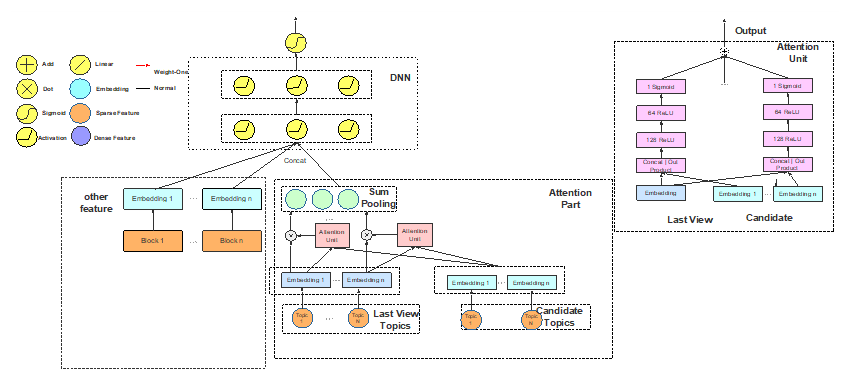 Add
Linear
Weight-One
Dot
Embedding
Normal
Sigmoid
Sparse Feature
Activation
Dense Feature
DNN
Concat
other
feature
Embedding 1
...
Embedding n
Block 1
...
Block n
Sum
Pooling
Attention
Part
...
Attention
Unit
Attention
Unit
Embedding 1
...
Embedding n
Embedding 1
...
Embedding n
Topic
1
...
Topic
N
Last View
Topics
Topic
1
Topic
N
Candidate
Topics
Output
Attention
Unit
...
1 Sigmoid
1 Sigmoid
64 ReLU
64 ReLU
128 ReLU
128 ReLU
Concat | Out
Product
Concat | Out
Product
Embedding
Embedding 1
...
Embedding n
Last View
Candidate